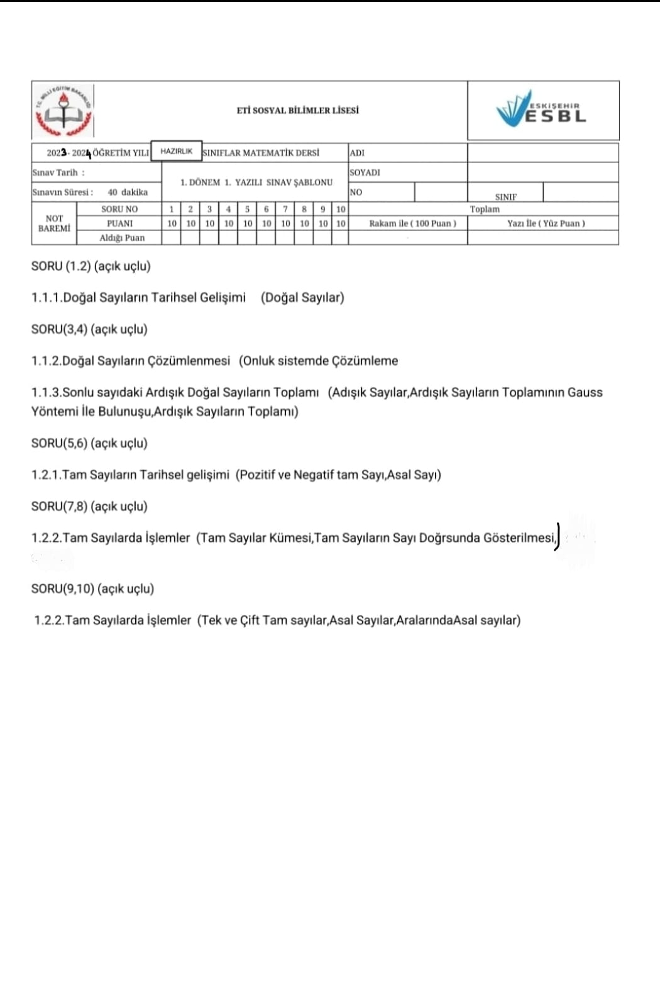 T.C. MİLLİ EĞİTİM BAKANLIĞI
ETİ SOSYAL BİLİMLER LİSESİ
ESKİŞEHİR
ESBL
2023-2024 ÖĞRETİM YILI HAZIRLIK SINIFLAR MATEMATİK DERSİ ADI
Sınav Tarih :
1. DÖNEM 1. YAZILI SINAV ŞABLONU
SOYADI
Sınavın Süresi : 40 dakika
NO
SINIF
NOT BAREMİ
SORU NO 1 2 3 4 5 6 7 8 9 10 Toplam
PUANI 10 10 10 10 10 10 10 10 10 10 Rakam ile ( 100 Puan ) Yazı İle ( Yüz Puan )
Aldığı Puan
SORU (1.2) (açık uçlu)
1.1.1.Doğal Sayıların Tarihsel Gelişimi (Doğal Sayılar)
SORU(3,4) (açık uçlu)
1.1.2.Doğal Sayıların Çözümlenmesi (Onluk sistemde Çözümleme
1.1.3.Sonlu sayıdaki Ardışık Doğal Sayıların Toplamı (Adışık Sayılar,Ardışık Sayıların Toplamının Gauss
Yöntemi İle Bulunuşu,Ardışık Sayıların Toplamı)
SORU(5,6) (açık uçlu)
1.2.1.Tam Sayıların Tarihsel gelişimi (Pozitif ve Negatif tam Sayı,Asal Sayı)
SORU(7,8) (açık uçlu)
1.2.2.Tam Sayılarda İşlemler (Tam Sayılar Kümesi,Tam Sayıların Sayı Doğrsunda Gösterilmesi,)
SORU(9,10) (açık uçlu)
1.2.2.Tam Sayılarda İşlemler (Tek ve Çift Tam sayılar,Asal Sayılar,AralarındaAsal sayılar)